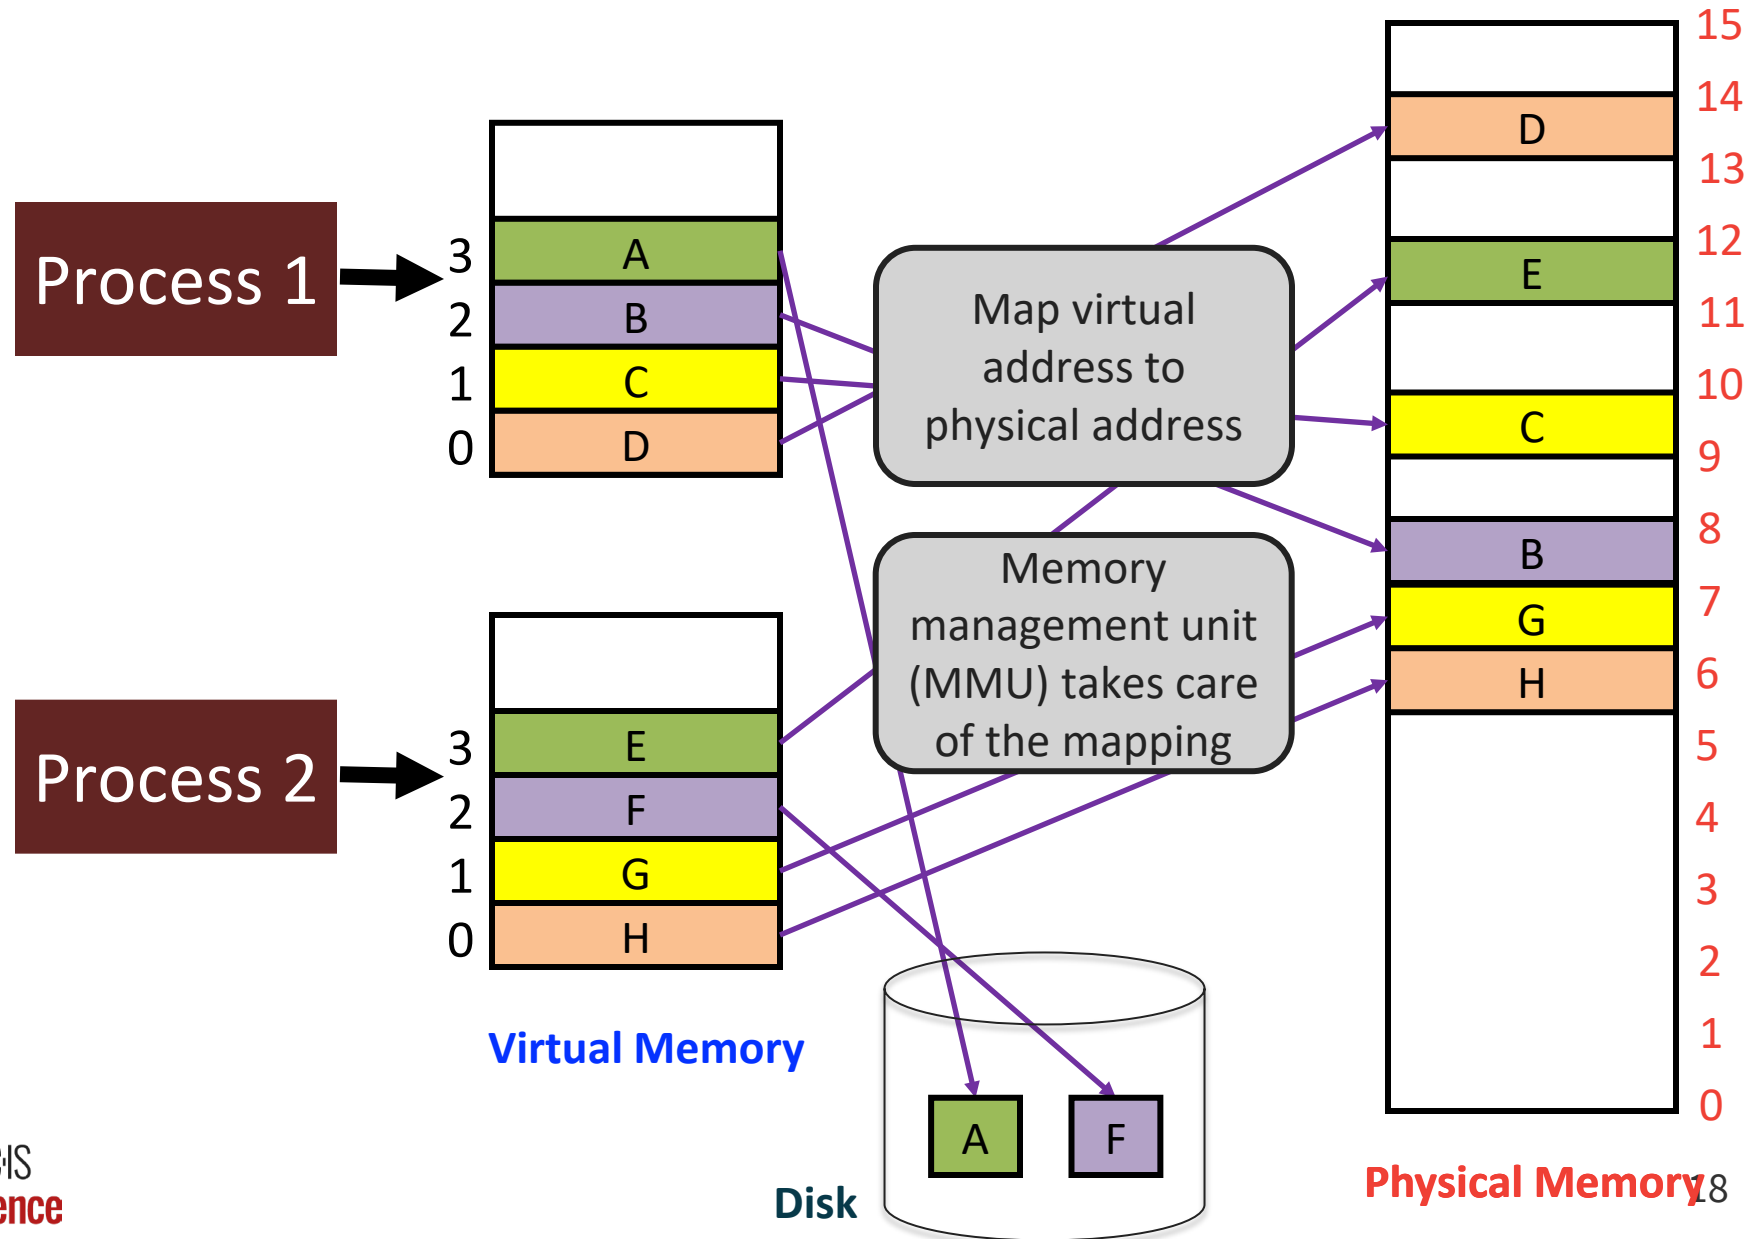 Process 1
3
2
1
0
A
B
C
D
Map virtual
address to
physical address
Process 2
3
2
1
0
E
F
G
H
Memory
management unit
(MMU) takes care
of the mapping
Virtual Memory
A
F
Disk
D
E
C
B
G
H
15
14
13
12
11
10
9
8
7
6
5
4
3
2
1
0
Physical Memory
18
IS
ence